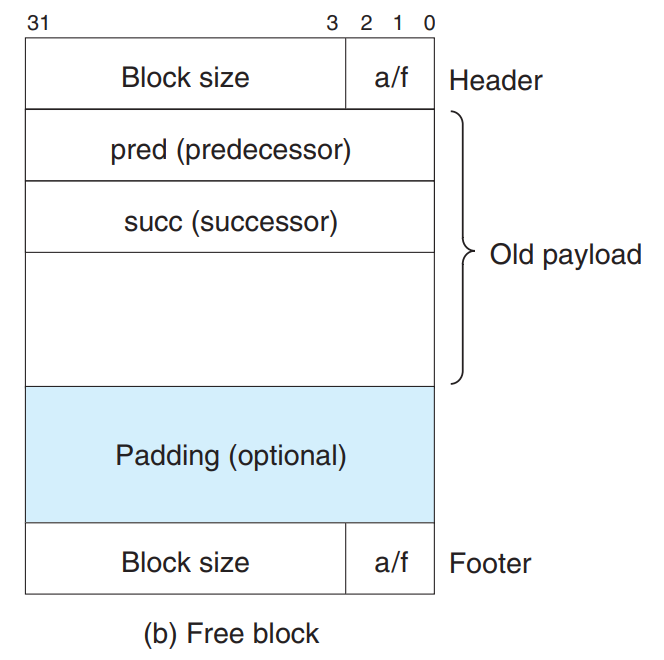 31 3 2 1 0
Block size a/f Header
pred (predecessor)
succ (successor)
Old payload
Padding (optional)
Block size a/f Footer
(b) Free block